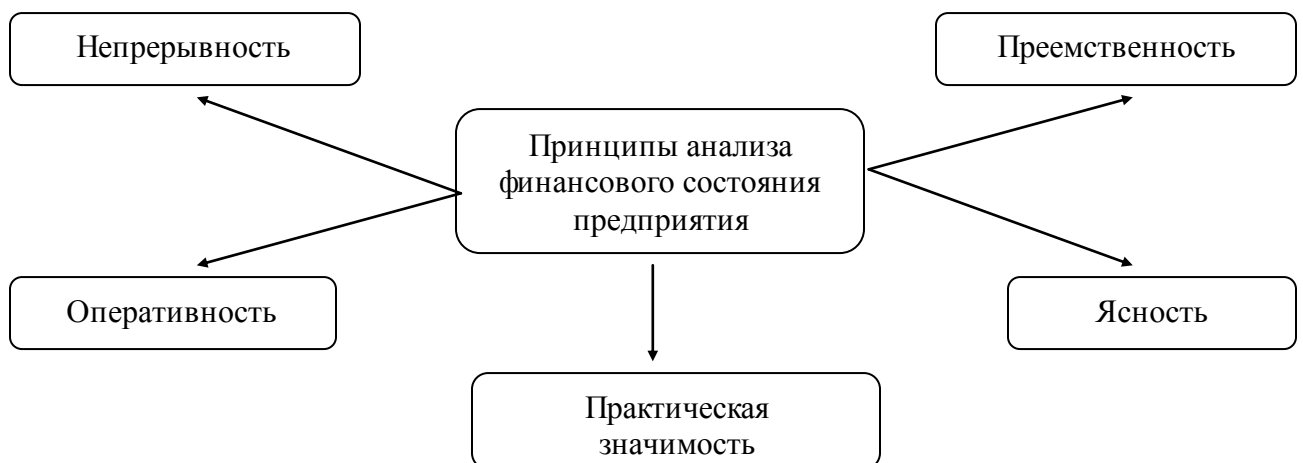 Непрерывность
Преемственность
Принципы анализа
финансового состояния
предприятия
Оперативность
Ясность
Практическая
значимость